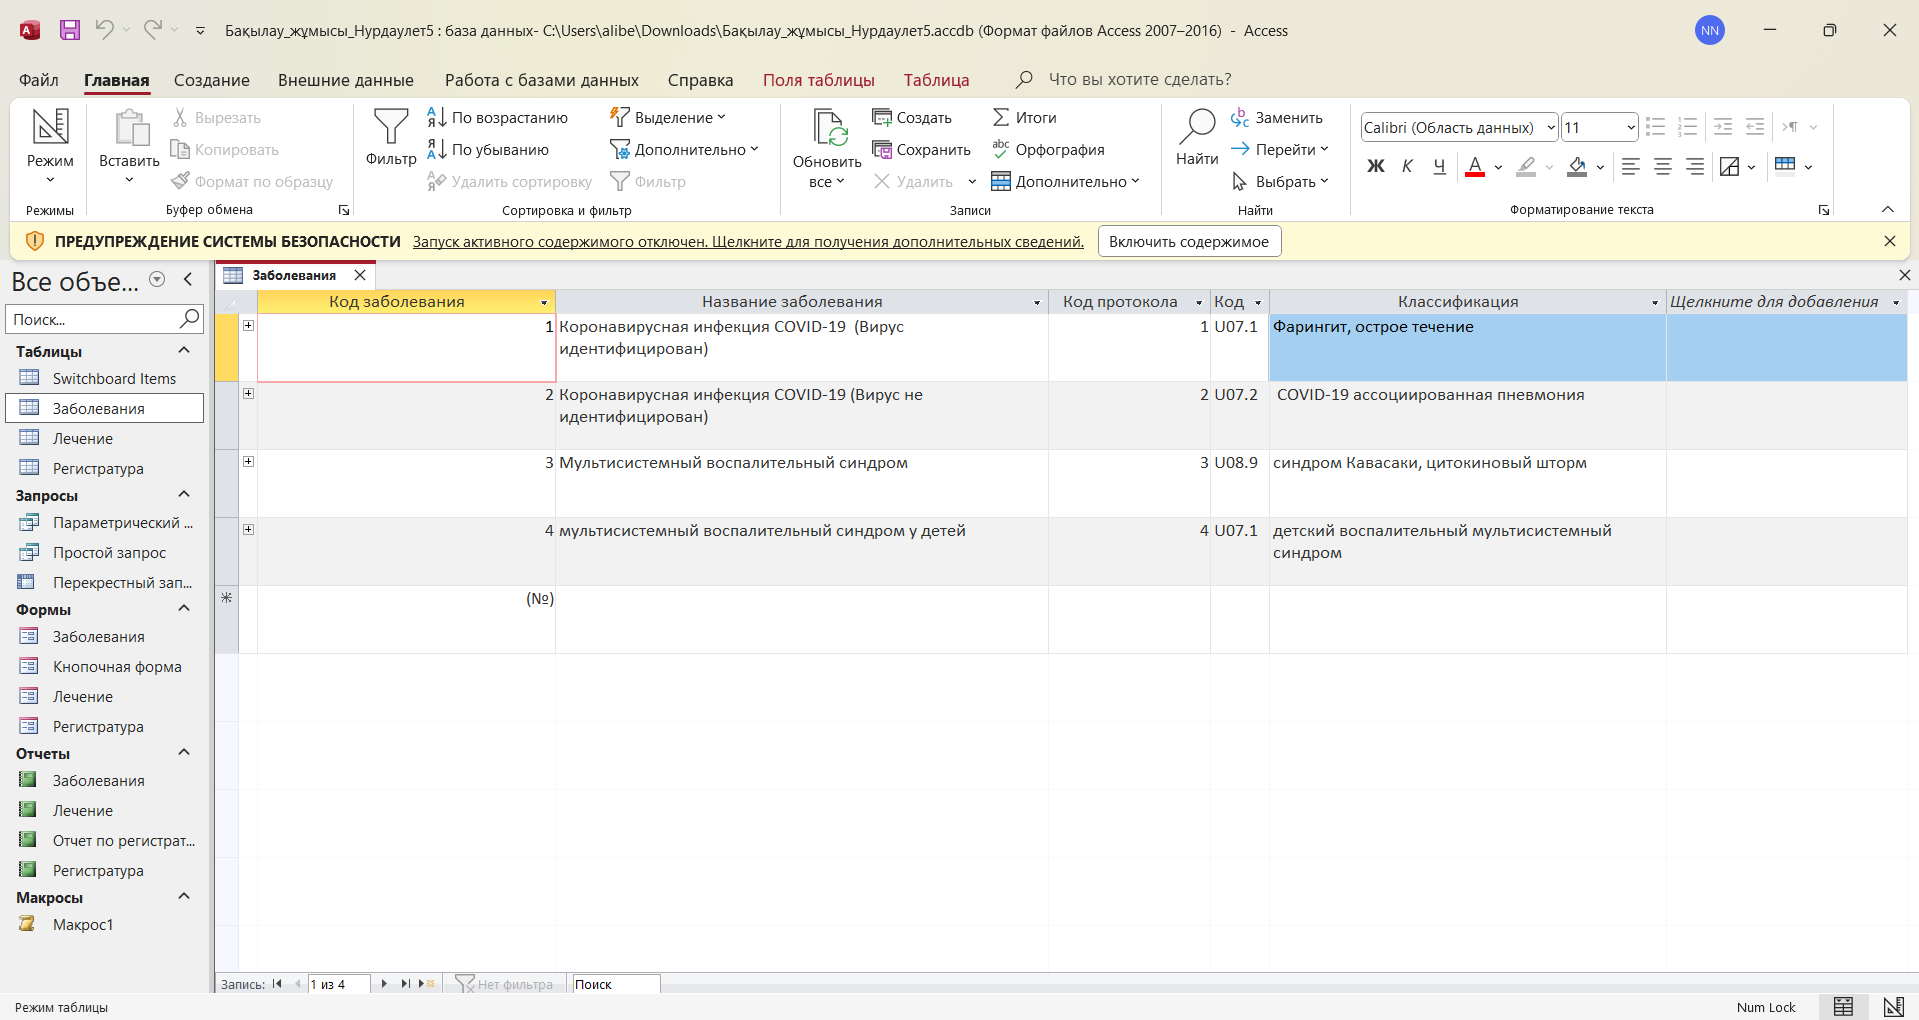 Бақылау_жұмысы_Нурдаулет5 : база данных- C:\Users\alibe\Downloads\Бақылау_жұмысы_Нурдаулет5.accdb (Формат файлов Access 2007–2016) - Access
NN
Файл Главная Создание Внешние данные Работа с базами данных Справка Поля таблицы Таблица Что вы хотите сделать?
Режим
Режимы
Вставить
Вырезать
Копировать
Формат по образцу
Буфер обмена
Фильтр
По возрастанию
По убыванию
Удалить сортировку
Выделение
Дополнительно
Фильтр
Сортировка и фильтр
Обновить
все
Создать
Сохранить
Удалить
Итоги
Орфография
Дополнительно
Записи
Найти
Заменить
Перейти
Выбрать
Найти
Calibri (Область данных) 11
Ж К Ч
Форматирование текста
ПРЕДУПРЕЖДЕНИЕ СИСТЕМЫ БЕЗОПАСНОСТИ Запуск активного содержимого отключен. Щелкните для получения дополнительных сведений. Включить содержимое
Все объе...
Поиск...
Таблицы
Switchboard Items
Заболевания
Лечение
Регистратура
Запросы
Параметрический ...
Простой запрос
Перекрестный зап...
Формы
Заболевания
Кнопочная форма
Лечение
Регистратура
Отчеты
Заболевания
Лечение
Отчет по регистрат...
Регистратура
Макросы
Макрос1
Заболевания
Код заболевания Название заболевания Код протокола Код Классификация Щелкните для добавления
1 Коронавирусная инфекция COVID-19 (Вирус 1 U07.1 Фарингит, острое течение
идентифицирован)
2 Коронавирусная инфекция COVID-19 (Вирус не 2 U07.2 COVID-19 ассоциированная пневмония
идентифицирован)
3 Мультисистемный воспалительный синдром 3 U08.9 синдром Кавасаки, цитокиновый шторм
4 мультисистемный воспалительный синдром у детей 4 U07.1 детский воспалительный мультисистемный
синдром
(№)
Запись: 1 из 4 Нет фильтра Поиск
Режим таблицы Num Lock